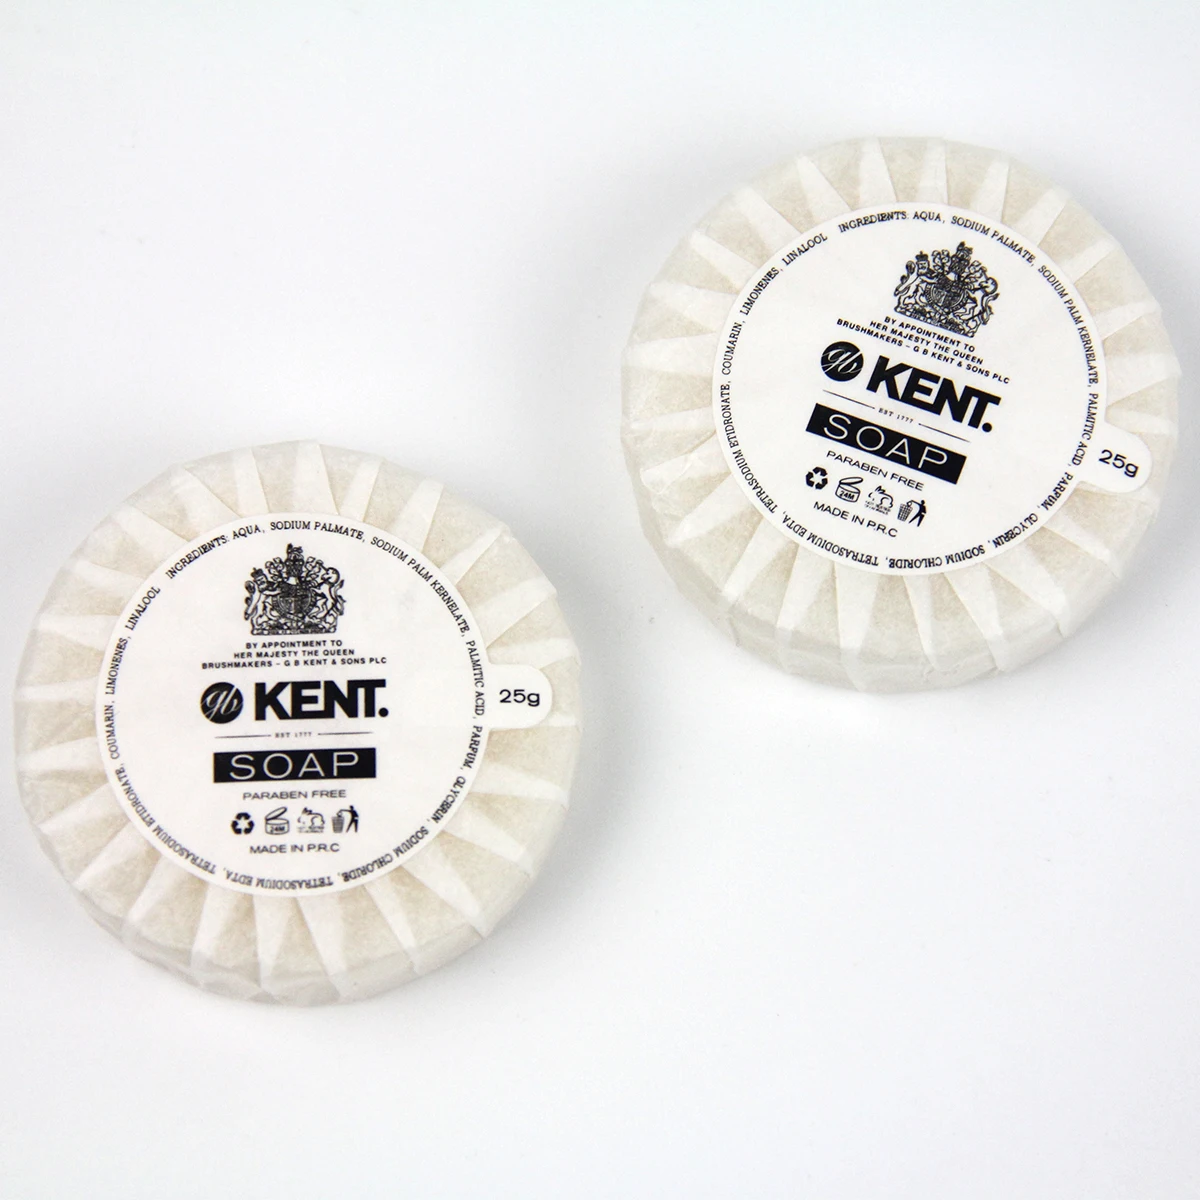 INGREDIENTS: AQUA, SODIUM PALMATE, SODIUM PALM KERNELATE, PALMITIC ACID, PARFUM, GLYCERIN, SODIUM CHLORIDE, TETRASODIUM EDTA, TETRASODIUM ETIDRONATE, COUMARIN, LIMONENES, LINALOOL
BY APPOINTMENT TO
HER MAJESTY THE QUEEN
BRUSHMAKERS – G B KENT & SONS PLC
gb KENT.
EST 1777
SOAP
PARABEN FREE
24M
MADE IN P.R.C
25g
INGREDIENTS: AQUA, SODIUM PALMATE, SODIUM PALM KERNELATE, PALMITIC ACID, PARFUM, GLYCERIN, SODIUM CHLORIDE, TETRASODIUM EDTA, TETRASODIUM ETIDRONATE, COUMARIN, LIMONENES, LINALOOL
BY APPOINTMENT TO
HER MAJESTY THE QUEEN
BRUSHMAKERS – G B KENT & SONS PLC
gb KENT.
EST 1777
SOAP
PARABEN FREE
24M
MADE IN P.R.C
25g